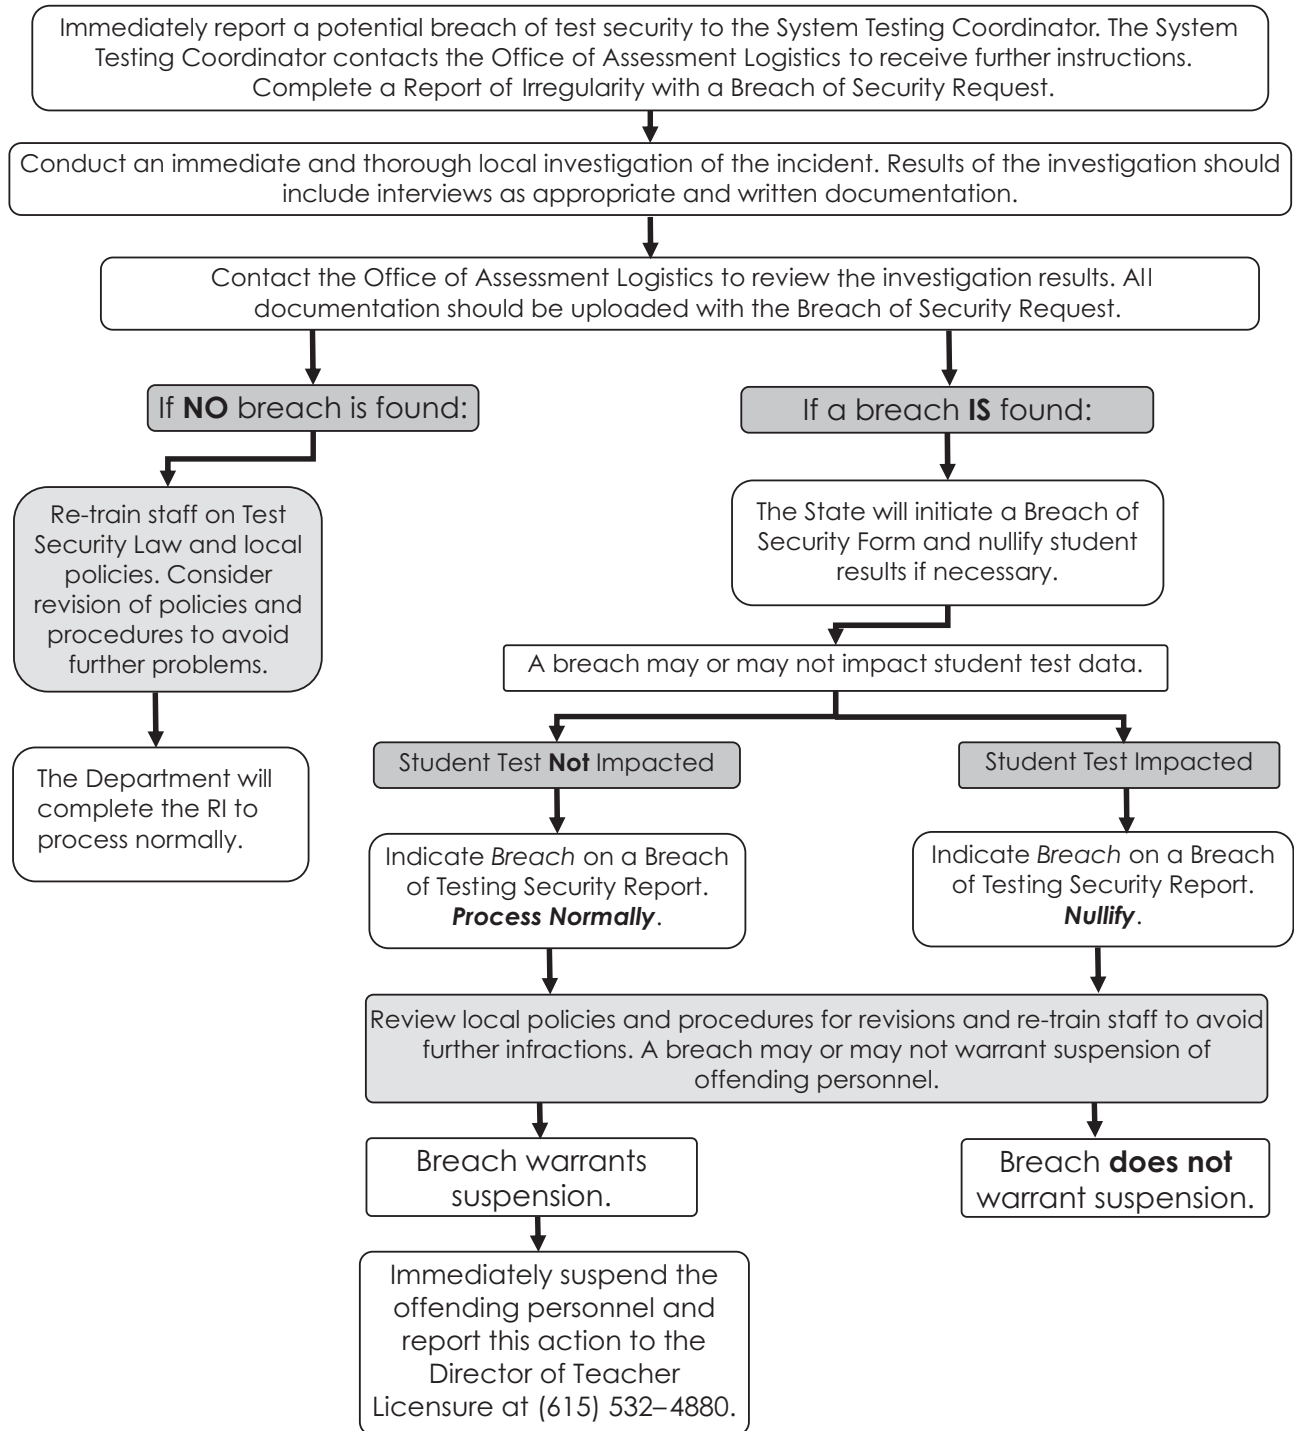 Immediately report a potential breach of test security to the System Testing Coordinator. The System
Testing Coordinator contacts the Office of Assessment Logistics to receive further instructions.
Complete a Report of Irregularity with a Breach of Security Request.
Conduct an immediate and thorough local investigation of the incident. Results of the investigation should
include interviews as appropriate and written documentation.
Contact the Office of Assessment Logistics to review the investigation results. All
documentation should be uploaded with the Breach of Security Request.
If NO breach is found:
Re-train staff on Test
Security Law and local
policies. Consider
revision of policies and
procedures to avoid
further problems.
The Department will
complete the RI to
process normally.
If a breach IS found:
The State will initiate a Breach of
Security Form and nullify student
results if necessary.
A breach may or may not impact student test data.
Student Test Not Impacted
Indicate Breach on a Breach
of Testing Security Report.
Process Normally.
Student Test Impacted
Indicate Breach on a Breach
of Testing Security Report.
Nullify.
Review local policies and procedures for revisions and re-train staff to avoid
further infractions. A breach may or may not warrant suspension of
offending personnel.
Breach warrants
suspension.
Immediately suspend the
offending personnel and
report this action to the
Director of Teacher
Licensure at (615) 532–4880.
Breach does not
warrant suspension.